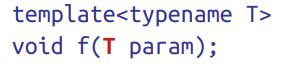 template<typename T>
void f(T param);